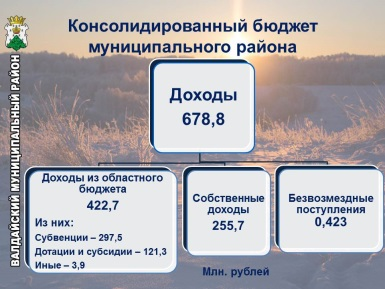 Консолидированный бюджет
муниципального района
ВАЛДАЙСКИЙ МУНИЦИПАЛЬНЫЙ РАЙОН
Доходы
678,8
Доходы из областного
бюджета
422,7
Из них:
Субвенции – 297,5
Дотации и субсидии – 121,3
Иные – 3,9
Собственные
доходы
255,7
Безвозмездные
поступления
0,423
Млн. рублей